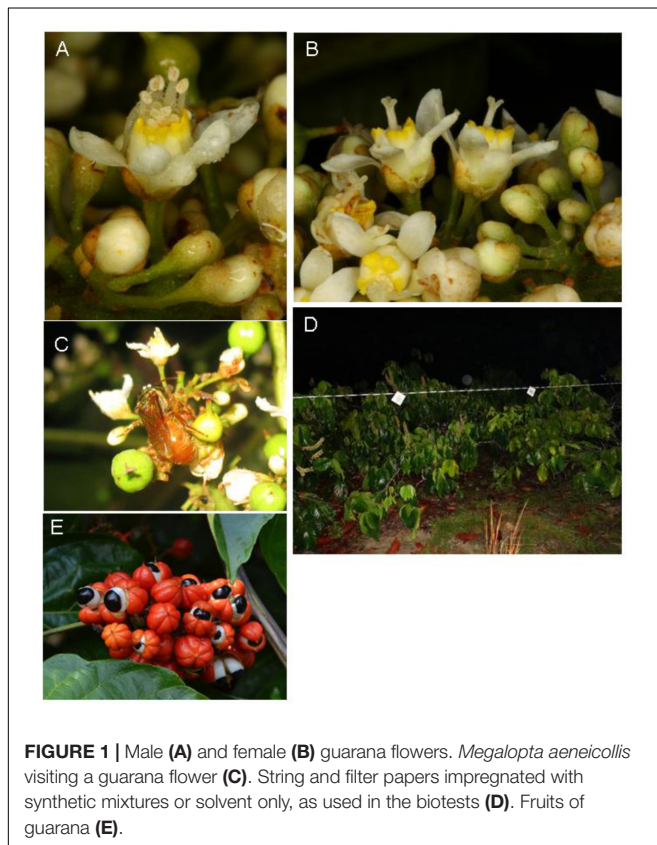 A
B
C
D
E
FIGURE 1 | Male (A) and female (B) guarana flowers. Megalopta aeneicollis
visiting a guarana flower (C). String and filter papers impregnated with
synthetic mixtures or solvent only, as used in the biotests (D). Fruits of
guarana (E).